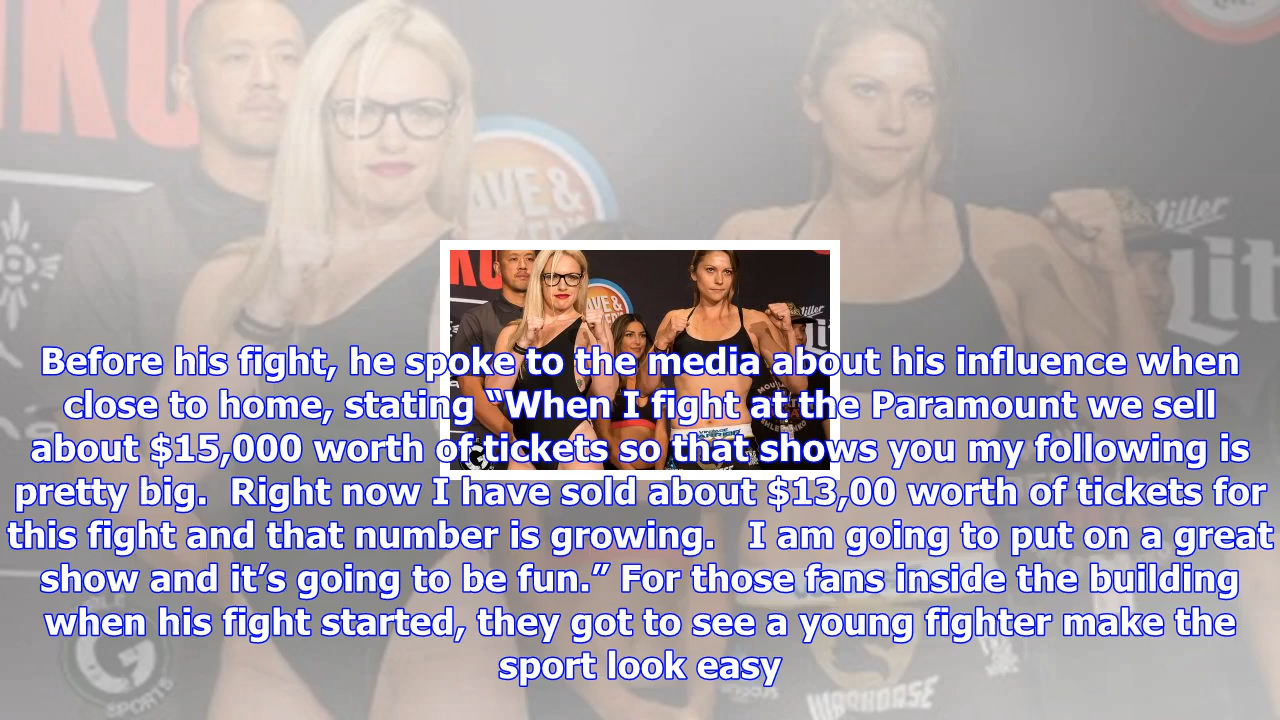 Before his fight, he spoke to the media about his influence when
close to home, stating “When I fight at the Paramount we sell
about $15,000 worth of tickets so that shows you my following is
pretty big.  Right now I have sold about $13,00 worth of tickets for
this fight and that number is growing.   I am going to put on a great
show and it’s going to be fun.” For those fans inside the building
when his fight started, they got to see a young fighter make the
sport look easy